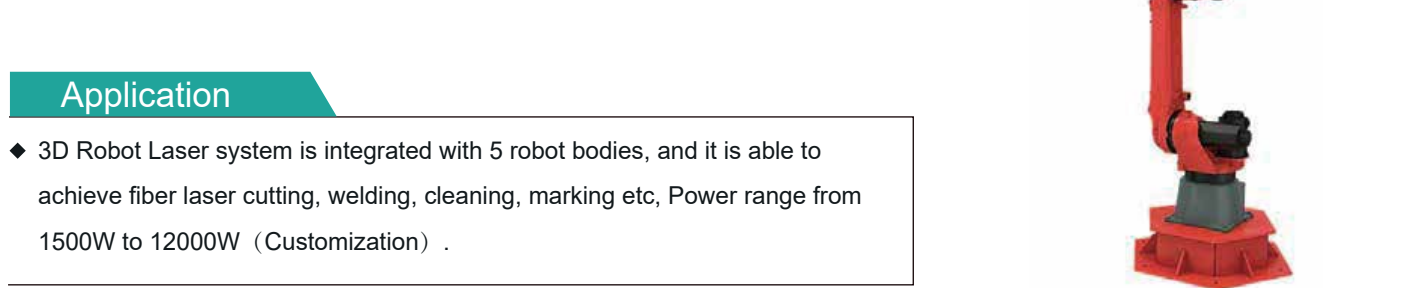 Application
◆ 3D Robot Laser system is integrated with 5 robot bodies, and it is able to
achieve fiber laser cutting, welding, cleaning, marking etc, Power range from
1500W to 12000W（Customization）.